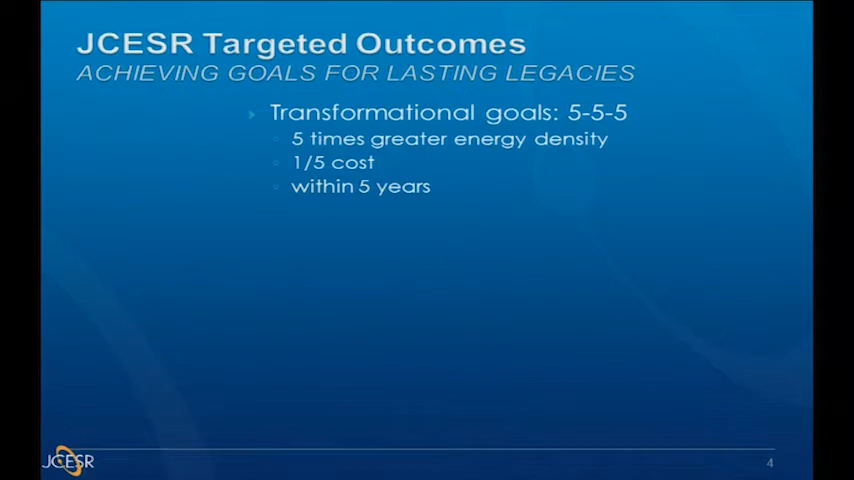 JCESR Targeted Outcomes
ACHIEVING GOALS FOR LASTING LEGACIES
Transformational goals: 5-5-5
5 times greater energy density
1/5 cost
within 5 years
JCESR
4